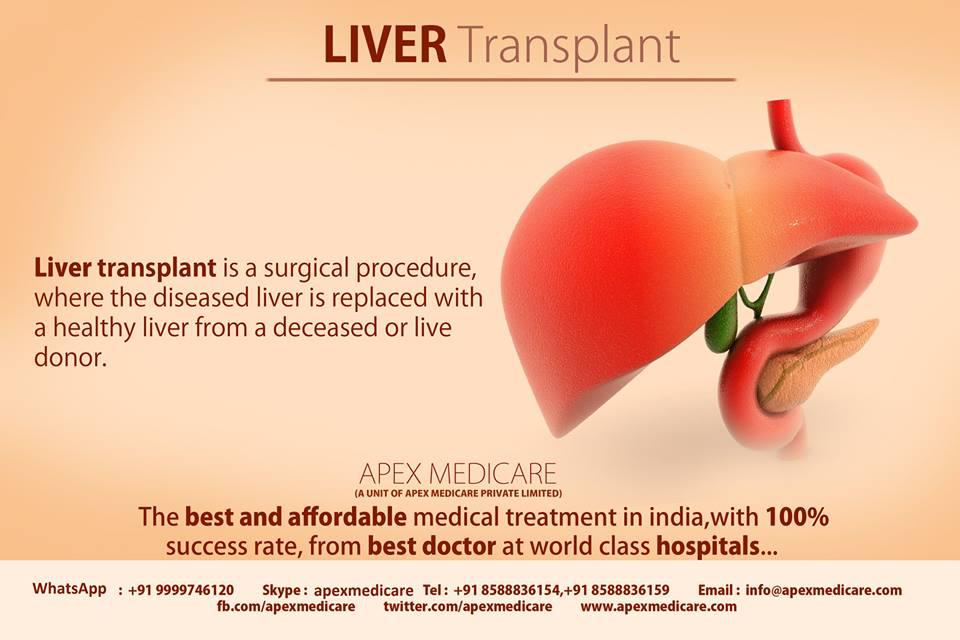 LIVER Transplant
Liver transplant is a surgical procedure,
where the diseased liver is replaced with
a healthy liver from a deceased or live
donor.
APEX MEDICARE
(A UNIT OF APEX MEDICARE PRIVATE LIMITED)
The best and affordable medical treatment in india,with 100%
success rate, from best doctor at world class hospitals...
WhatsApp : +91 9999746120 Skype : apexmedicare Tel : +91 8588836154,+91 8588836159 Email : info@apexmedicare.com
fb.com/apexmedicare twitter.com/apexmedicare www.apexmedicare.com